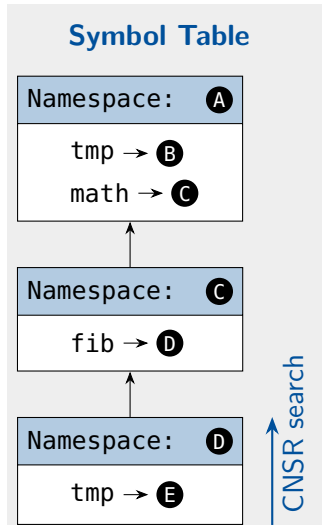 Symbol Table
Namespace: A
tmp → B
math → C
Namespace: C
fib → D
Namespace: D
tmp → E
CNSR search